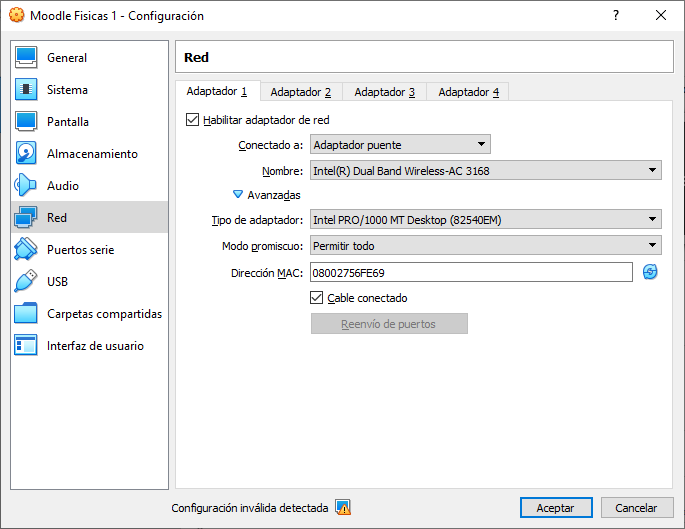 Moodle Fisicas 1 - Configuración
General
Sistema
Pantalla
Almacenamiento
Audio
Red
Puertos serie
USB
Carpetas compartidas
Interfaz de usuario
Red
Adaptador 1 Adaptador 2 Adaptador 3 Adaptador 4
Habilitar adaptador de red
Conectado a: Adaptador puente
Nombre: Intel(R) Dual Band Wireless-AC 3168
Avanzadas
Tipo de adaptador: Intel PRO/1000 MT Desktop (82540EM)
Modo promiscuo: Permitir todo
Dirección MAC: 08002756FE69
Cable conectado
Reenvío de puertos
Configuración inválida detectada Aceptar Cancelar